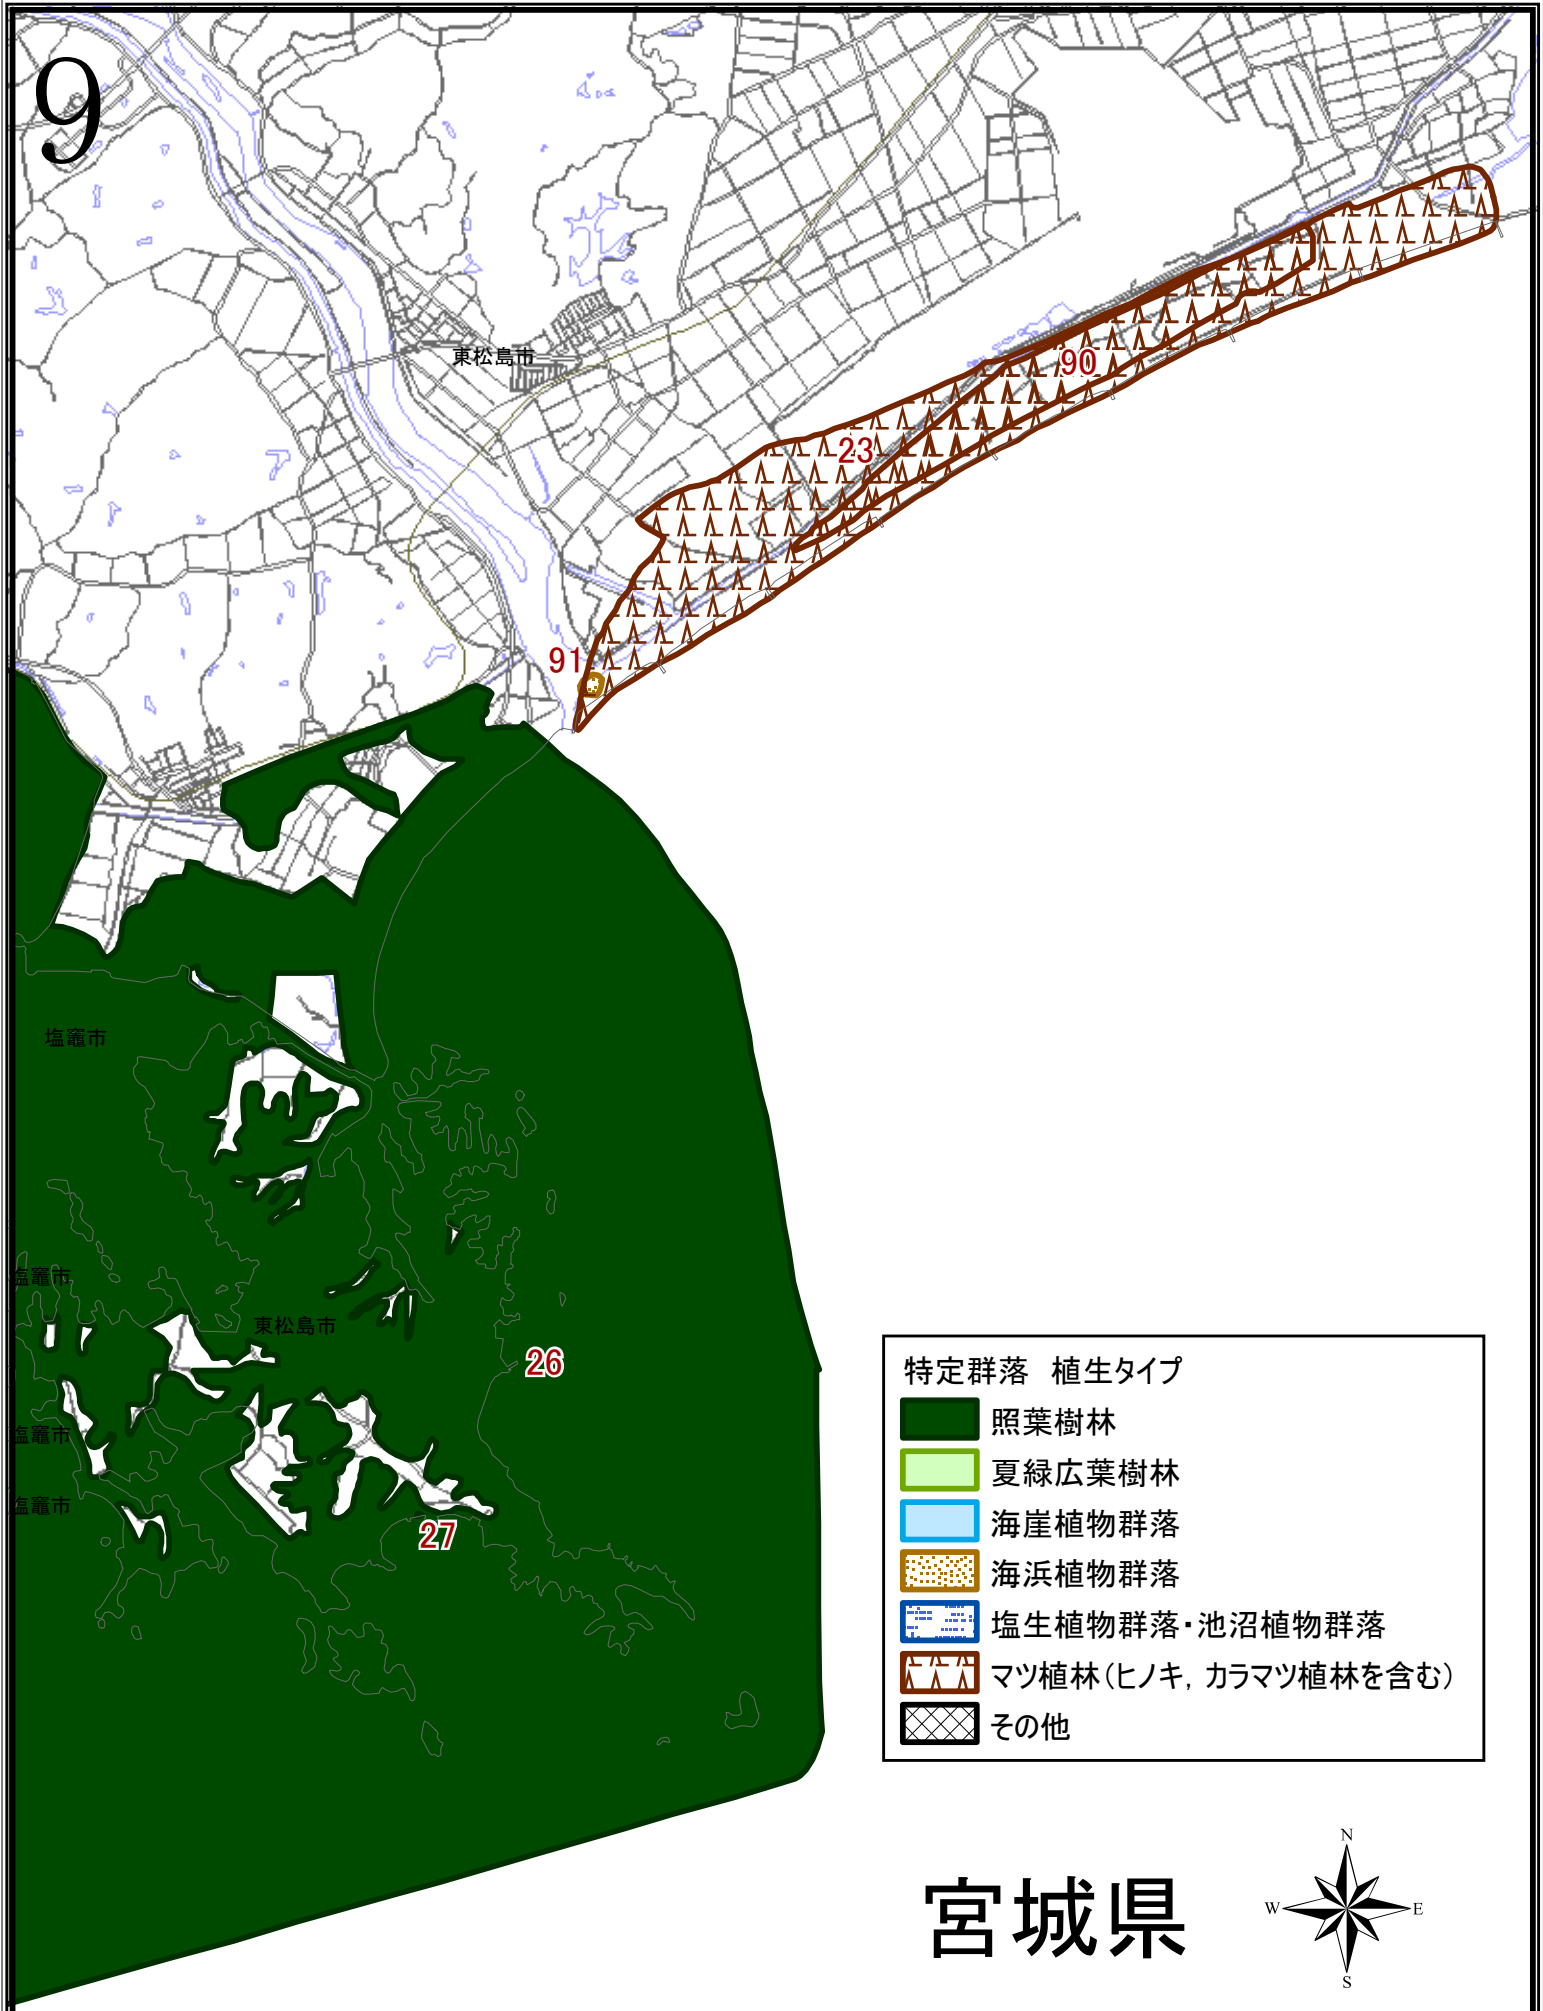 9
東松島市
90
23
91
塩竈市
塩竈市
東松島市
26
塩竈市
塩竈市
27
特定群落　植生タイプ
照葉樹林
夏緑広葉樹林
海崖植物群落
海浜植物群落
塩生植物群落・池沼植物群落
マツ植林（ヒノキ，カラマツ植林を含む）
その他
宮城県
N
W
E
S